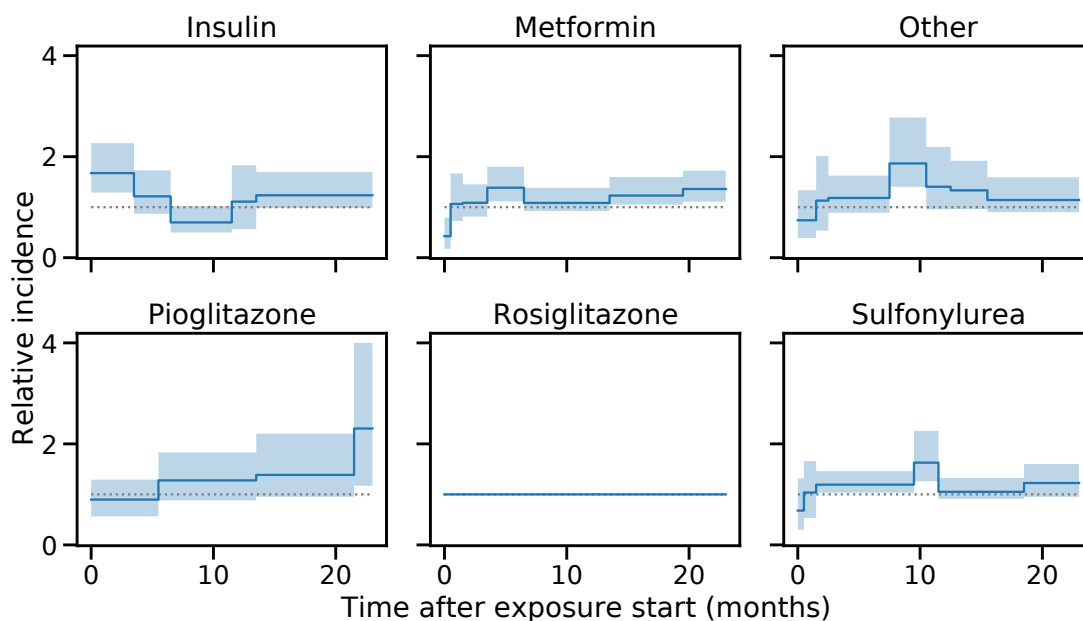 Insulin Metformin Other
4
2
0
Pioglitazone Rosiglitazone Sulfonylurea
4
2
0
0 10 20 0 10 20 0 10 20
Relative incidence
Time after exposure start (months)